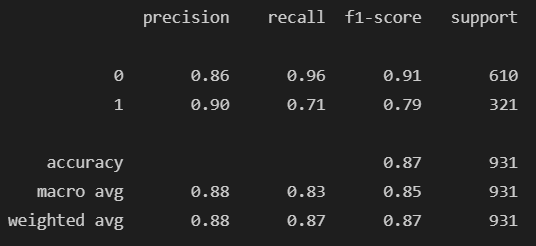 precision recall f1-score support
0 0.86 0.96 0.91 610
1 0.90 0.71 0.79 321
accuracy 0.87 931
macro avg 0.88 0.83 0.85 931
weighted avg 0.88 0.87 0.87 931